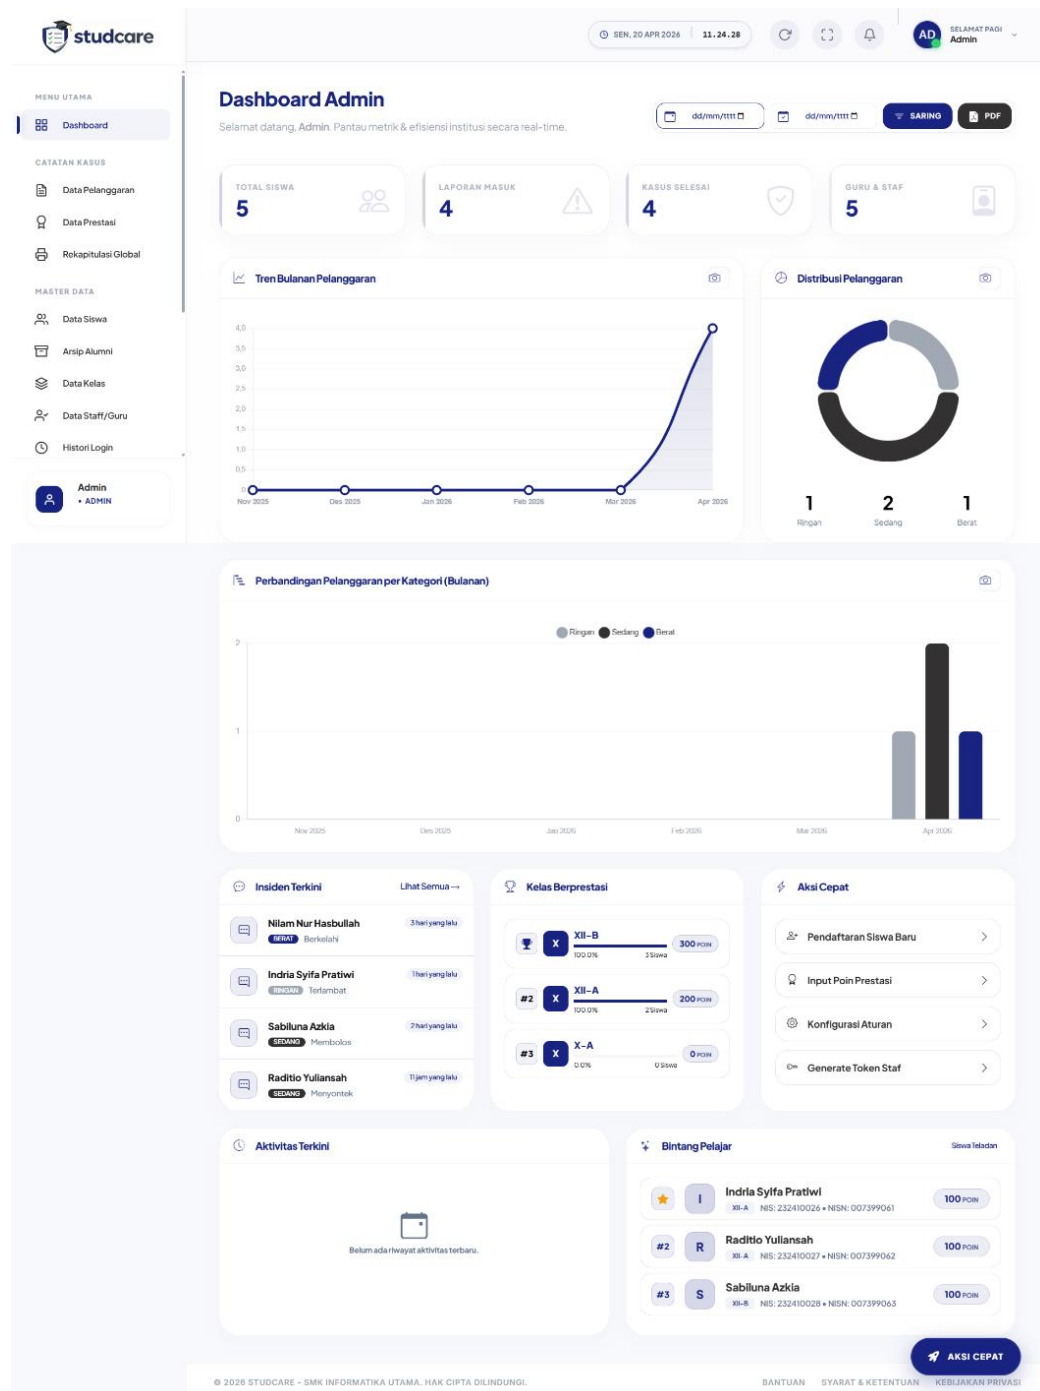 studcare
SEN, 20 APR 2026 11.24.28
AD
SELAMAT PAGI
Admin
MENU UTAMA
Dashboard
CATATAN KASUS
Data Pelanggaran
Data Prestasi
Rekapitulasi Global
MASTER DATA
Data Siswa
Arsip Alumni
Data Kelas
Data Staff/Guru
Histori Login
Admin
• ADMIN
Dashboard Admin
Selamat datang, Admin. Pantau metrik & efisiensi institusi secara real-time.
dd/mm/tttt
dd/mm/tttt
SARING
PDF
TOTAL SISWA
5
LAPORAN MASUK
4
KASUS SELESAI
4
GURU & STAF
5
Tren Bulanan Pelanggaran
4,0
3,5
3,0
2,5
2,0
1,5
1,0
0,5
0
Nov 2025 Des 2025 Jan 2026 Feb 2026 Mar 2026 Apr 2026
Distribusi Pelanggaran
1 2 1
Ringan Sedang Berat
Perbandingan Pelanggaran per Kategori (Bulanan)
Ringan Sedang Berat
2
1
0
Nov 2025 Des 2025 Jan 2026 Feb 2026 Mar 2026 Apr 2026
Insiden Terkini Lihat Semua →
Nilam Nur Hasbullah 3 hari yang lalu
BERAT Berkelahi
Indria Syifa Pratiwi 1 hari yang lalu
RINGAN Terlambat
Sabiluna Azkia 2 hari yang lalu
SEDANG Membolos
Raditio Yuliansah 11 jam yang lalu
SEDANG Menyontek
Kelas Berprestasi
X XII-B 300 POIN
100.0% 3 Siswa
#2 X XII-A 200 POIN
100.0% 2 Siswa
#3 X X-A 0 POIN
0.0% 0 Siswa
Aksi Cepat
Pendaftaran Siswa Baru
Input Poin Prestasi
Konfigurasi Aturan
Generate Token Staf
Aktivitas Terkini
Belum ada riwayat aktivitas terbaru.
Bintang Pelajar Siswa Teladan
I Indria Syifa Pratiwi 100 POIN
XII-A NIS: 232410026 • NISN: 007399061
#2 R Raditio Yuliansah 100 POIN
XII-A NIS: 232410027 • NISN: 007399062
#3 S Sabiluna Azkia 100 POIN
XII-B NIS: 232410028 • NISN: 007399063
AKSI CEPAT
© 2026 STUDCARE - SMK INFORMATIKA UTAMA. HAK CIPTA DILINDUNGI.
BANTUAN SYARAT & KETENTUAN KEBIJAKAN PRIVASI